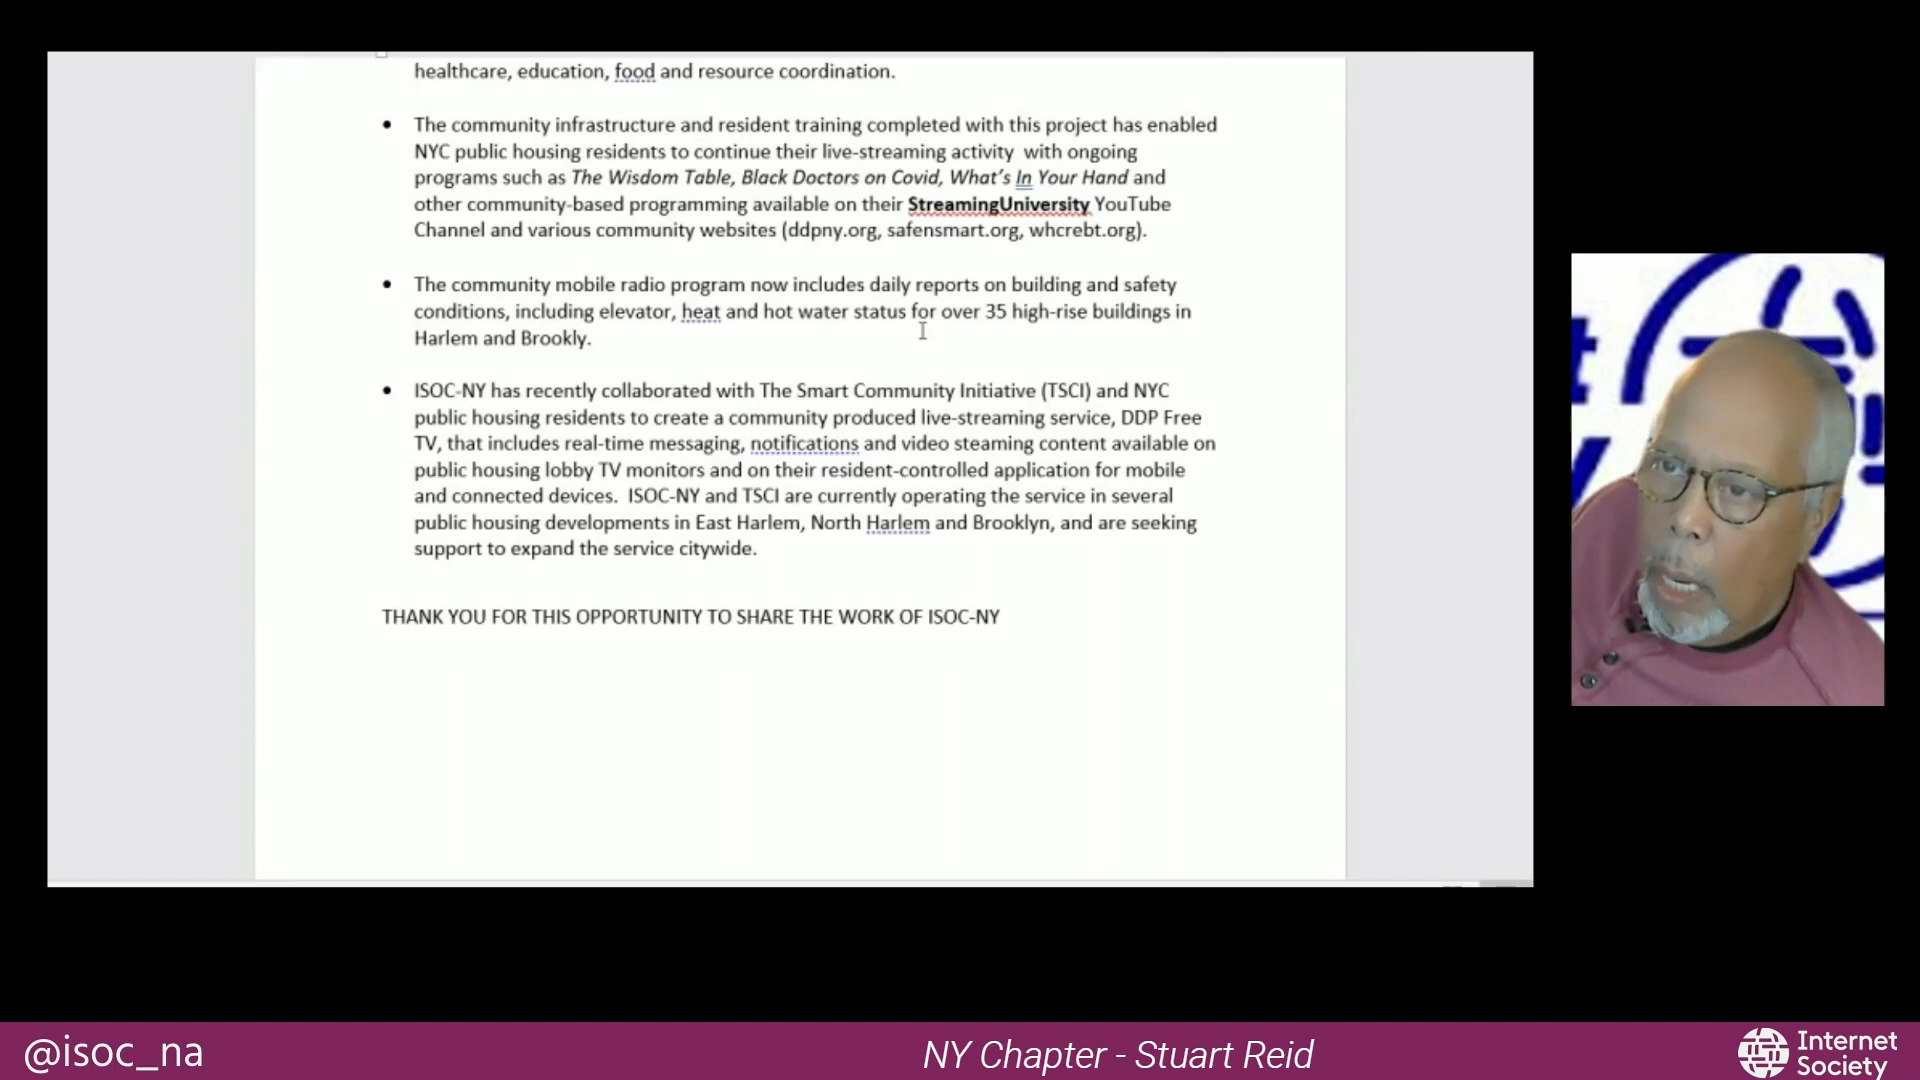 healthcare, education, food and resource coordination.
• The community infrastructure and resident training completed with this project has enabled
NYC public housing residents to continue their live-streaming activity  with ongoing
programs such as The Wisdom Table, Black Doctors on Covid, What's In Your Hand and
other community-based programming available on their StreamingUniversity YouTube
Channel and various community websites (ddpny.org, safensmart.org, whcrebt.org).
• The community mobile radio program now includes daily reports on building and safety
conditions, including elevator, heat and hot water status for over 35 high-rise buildings in
Harlem and Brookly.
• ISOC-NY has recently collaborated with The Smart Community Initiative (TSCI) and NYC
public housing residents to create a community produced live-streaming service, DDP Free
TV, that includes real-time messaging, notifications and video steaming content available on
public housing lobby TV monitors and on their resident-controlled application for mobile
and connected devices.  ISOC-NY and TSCI are currently operating the service in several
public housing developments in East Harlem, North Harlem and Brooklyn, and are seeking
support to expand the service citywide.
THANK YOU FOR THIS OPPORTUNITY TO SHARE THE WORK OF ISOC-NY
@isoc_na
NY Chapter - Stuart Reid
Internet
Society